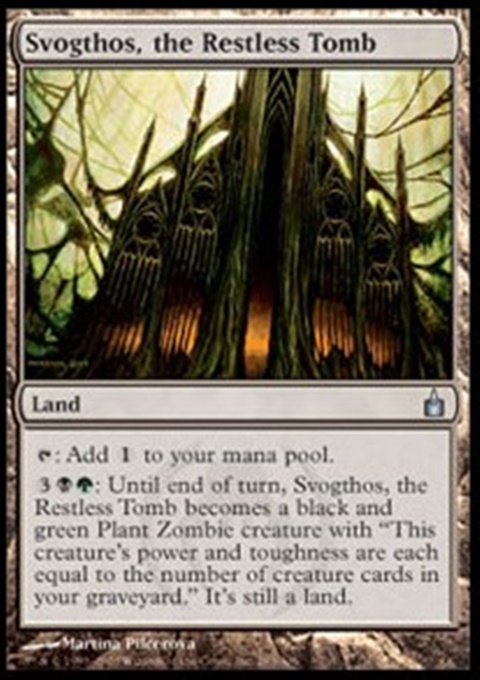 Svogthos, the Restless Tomb
Land
: Add 1 to your mana pool.
3 : Until end of turn, Svogthos, the
Restless Tomb becomes a black and
green Plant Zombie creature with “This
creature's power and toughness are each
equal to the number of creature cards in
your graveyard.” It's still a land.
Martina Pilcerova